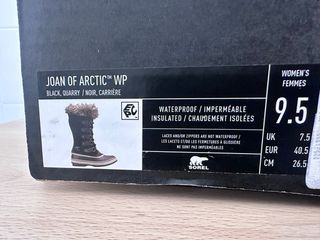 JOAN OF ARCTIC™ WP
BLACK, QUARRY / NOIR, CARRIÈRE
WATERPROOF / IMPERMÉABLE
INSULATED / CHAUDEMENT ISOLÉES
LACES AND/OR ZIPPERS ARE NOT WATERPROOF /
LES LACETS ET/OU LES FERMETURES À GLISSIÈRE
NE SONT PAS IMPERMÉABLES
SOREL
WOMEN'S
FEMMES
9.5
UK 7.5
EUR 40.5
CM 26.5